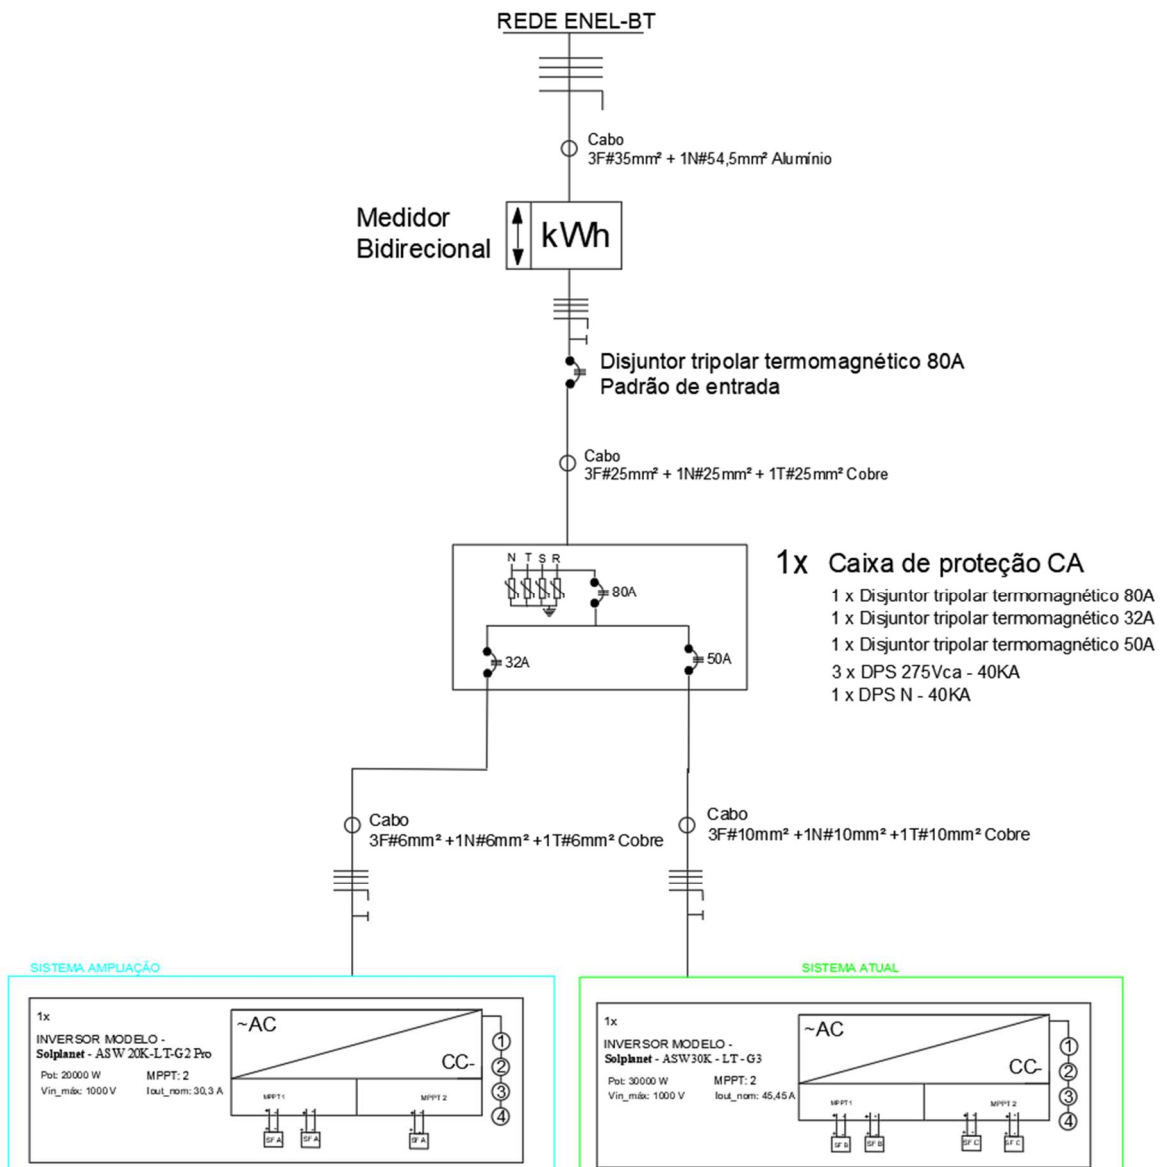 REDE ENEL-BT
Cabo
3F#35mm² + 1N#54,5mm² Alumínio
Medidor
Bidirecional
kWh
Disjuntor tripolar termomagnético 80A
Padrão de entrada
Cabo
3F#25mm² + 1N#25mm² + 1T#25mm² Cobre
N T S R
80A
32A
50A
1x Caixa de proteção CA
1 x Disjuntor tripolar termomagnético 80A
1 x Disjuntor tripolar termomagnético 32A
1 x Disjuntor tripolar termomagnético 50A
3 x DPS 275Vca - 40KA
1 x DPS N - 40KA
Cabo
3F#6mm² +1N#6mm² +1T#6mm² Cobre
Cabo
3F#10mm² +1N#10mm² +1T#10mm² Cobre
SISTEMA AMPLIAÇÃO
1x
INVERSOR MODELO -
Solplanet - ASW 20K-LT-G2 Pro
Pot: 20000 W MPPT: 2
Vin_máx: 1000 V Iout_nom: 30,3 A
~AC
CC-
MPPT1
MPPT 2
SF A
SF A
SF A
1
2
3
4
SISTEMA ATUAL
1x
INVERSOR MODELO -
Solplanet - ASW30K - LT - G3
Pot: 30000 W MPPT: 2
Vin_máx: 1000 V Iout_nom: 45,45 A
~AC
CC-
MPPT1
MPPT 2
SF B
SF B
SF C
SF C
1
2
3
4